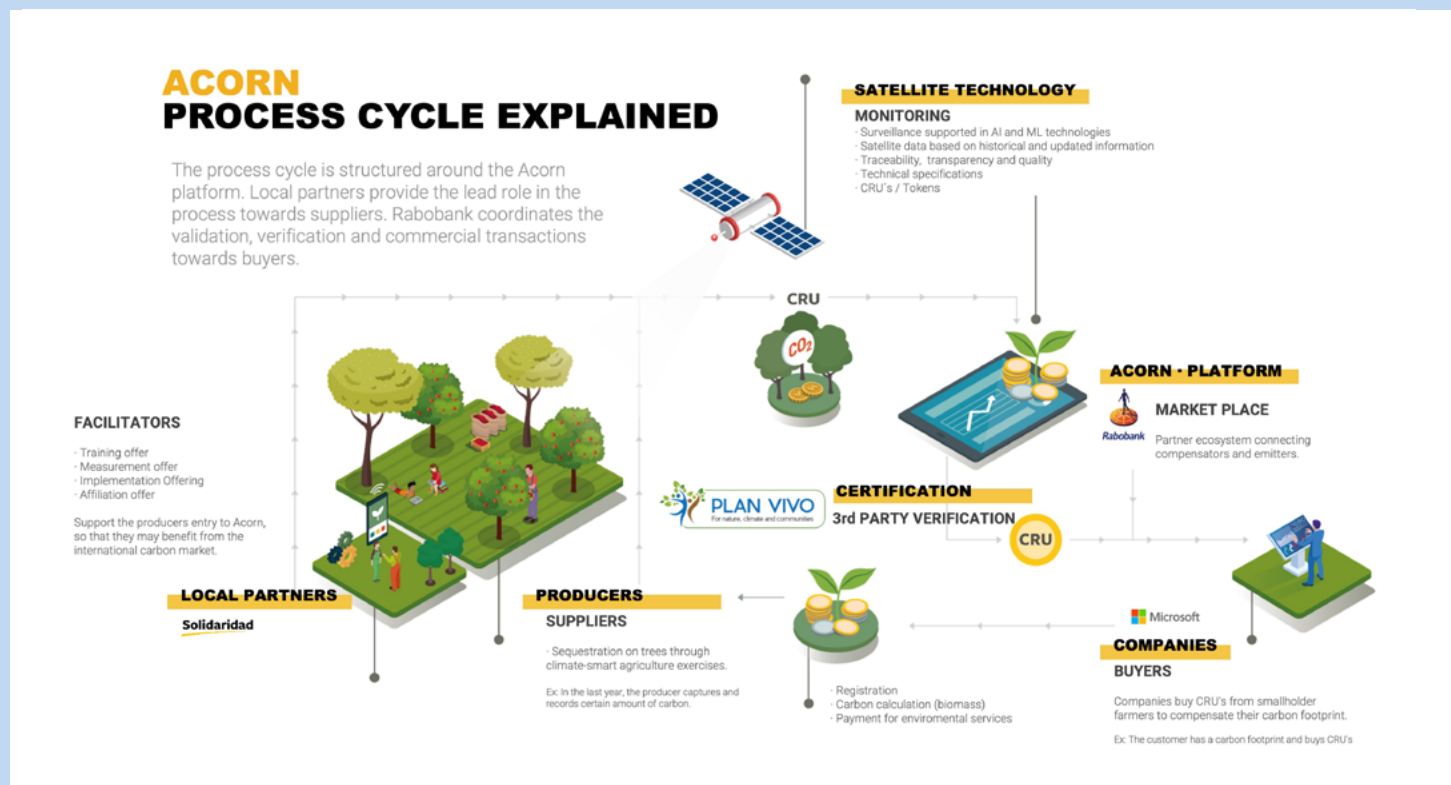 ACORN
PROCESS CYCLE EXPLAINED
The process cycle is structured around the Acorn
platform. Local partners provide the lead role in the
process towards suppliers. Rabobank coordinates the
validation, verification and commercial transactions
towards buyers.
SATELLITE TECHNOLOGY
MONITORING
· Surveillance supported in AI and ML technologies
· Satellite data based on historical and updated information
· Traceability, transparency and quality
· Technical specifications
· CRU´s / Tokens
CRU
CO2
ACORN · PLATFORM
Rabobank
MARKET PLACE
Partner ecosystem connecting
compensators and emitters.
FACILITATORS
· Training offer
· Measurement offer
· Implementation Offering
· Affiliation offer
Support the producers entry to Acorn,
so that they may benefit from the
international carbon market.
LOCAL PARTNERS
Solidaridad
PLAN VIVO
For nature, climate and communities
CERTIFICATION
3rd PARTY VERIFICATION
CRU
PRODUCERS
SUPPLIERS
· Sequestration on trees through
climate-smart agriculture exercises.
Ex: In the last year, the producer captures and
records certain amount of carbon.
· Registration
· Carbon calculation (biomass)
· Payment for enviromental services
Microsoft
COMPANIES
BUYERS
Companies buy CRU's from smallholder
farmers to compensate their carbon footprint.
Ex: The customer has a carbon footprint and buys CRU's